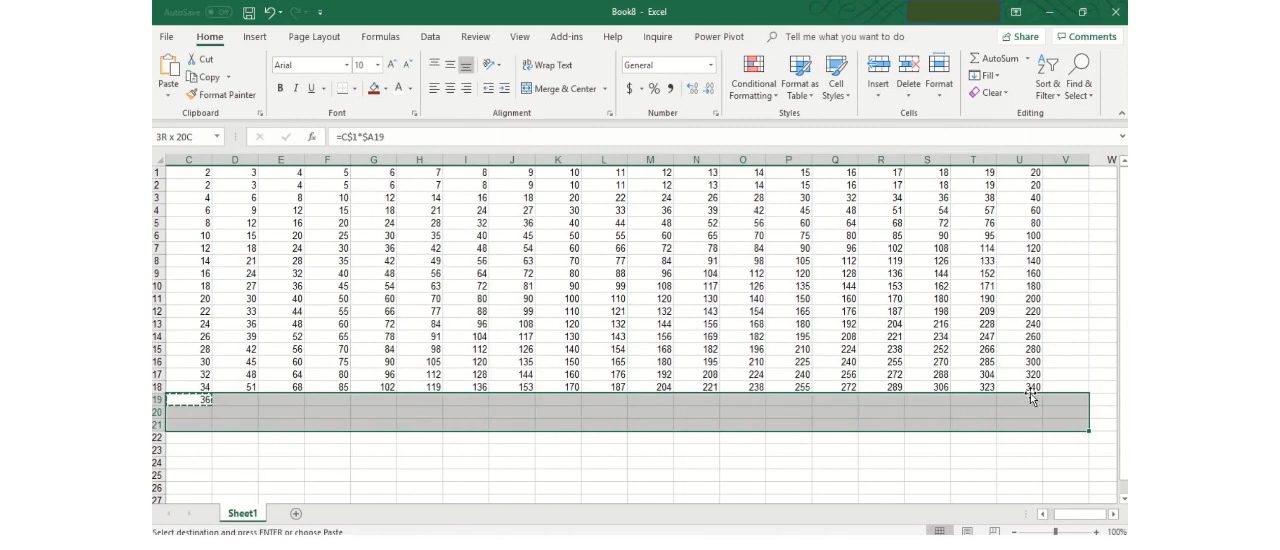 AutoSave Off Book8 - Excel
File Home Insert Page Layout Formulas Data Review View Add-ins Help Inquire Power Pivot Tell me what you want to do Share Comments
Paste Cut Copy Format Painter Arial 10 Wrap Text Merge & Center General Conditional Formatting Format as Table Cell Styles Insert Delete Format AutoSum Fill Clear Sort & Filter Find & Select
Clipboard Font Alignment Number Styles Cells Editing
3R x 20C fx =C$1*$A19
C D E F G H I J K L M N O P Q R S T U V W
1 2 3 4 5 6 7 8 9 10 11 12 13 14 15 16 17 18 19 20
2 2 3 4 5 6 7 8 9 10 11 12 13 14 15 16 17 18 19 20
3 4 6 8 10 12 14 16 18 20 22 24 26 28 30 32 34 36 38 40
4 6 9 12 15 18 21 24 27 30 33 36 39 42 45 48 51 54 57 60
5 8 12 16 20 24 28 32 36 40 44 48 52 56 60 64 68 72 76 80
6 10 15 20 25 30 35 40 45 50 55 60 65 70 75 80 85 90 95 100
7 12 18 24 30 36 42 48 54 60 66 72 78 84 90 96 102 108 114 120
8 14 21 28 35 42 49 56 63 70 77 84 91 98 105 112 119 126 133 140
9 16 24 32 40 48 56 64 72 80 88 96 104 112 120 128 136 144 152 160
10 18 27 36 45 54 63 72 81 90 99 108 117 126 135 144 153 162 171 180
11 20 30 40 50 60 70 80 90 100 110 120 130 140 150 160 170 180 190 200
12 22 33 44 55 66 77 88 99 110 121 132 143 154 165 176 187 198 209 220
13 24 36 48 60 72 84 96 108 120 132 144 156 168 180 192 204 216 228 240
14 26 39 52 65 78 91 104 117 130 143 156 169 182 195 208 221 234 247 260
15 28 42 56 70 84 98 112 126 140 154 168 182 196 210 224 238 252 266 280
16 30 45 60 75 90 105 120 135 150 165 180 195 210 225 240 255 270 285 300
17 32 48 64 80 96 112 128 144 160 176 192 208 224 240 256 272 288 304 320
18 34 51 68 85 102 119 136 153 170 187 204 221 238 255 272 289 306 323 340
19 36
20
21
22
23
24
25
26
27
Sheet1
Select destination and press ENTER or choose Paste 100%